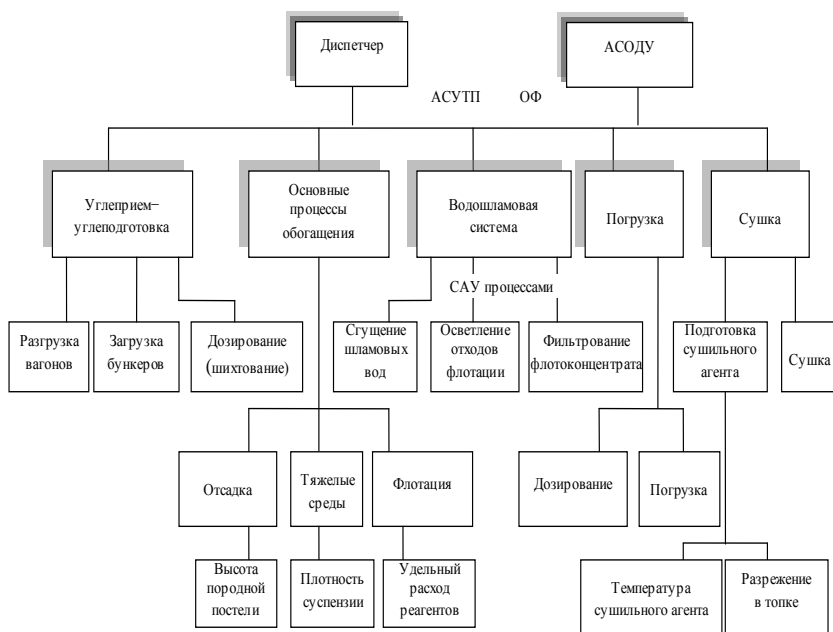 Диспетчер
АСОДУ
АСУТП ОФ
Углеприем–
углеподготовка
Основные
процессы
обогащения
Водошламовая
система
Погрузка
Сушка
САУ процессами
Разгрузка
вагонов
Загрузка
бункеров
Дозирование
(шихтование)
Сгущение
шламовых
вод
Осветление
отходов
флотации
Фильтрование
флотоконцентрата
Подготовка
сушильного
агента
Сушка
Отсадка
Тяжелые
среды
Флотация
Дозирование
Погрузка
Высота
породной
постели
Плотность
суспензии
Удельный
расход
реагентов
Температура
сушильного агента
Разрежение
в топке